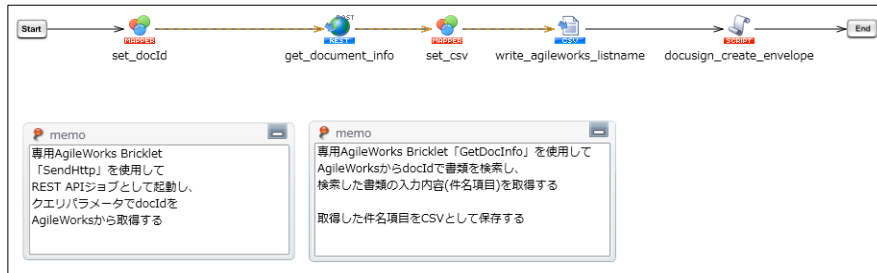 Start
MAPPER
set_docId
POST
REST
get_document_info
MAPPER
set_csv
CSV
write_agileworks_listname
SCRIPT
docusign_create_envelope
End
memo
専用AgileWorks Bricklet
「SendHttp」を使用して
REST APIジョブとして起動し、
クエリパラメータでdocIdを
AgileWorksから取得する
memo
専用AgileWorks Bricklet「GetDocInfo」を使用して
AgileWorksからdocIdで書類を検索し、
検索した書類の入力内容(件名項目)を取得する
取得した件名項目をCSVとして保存する